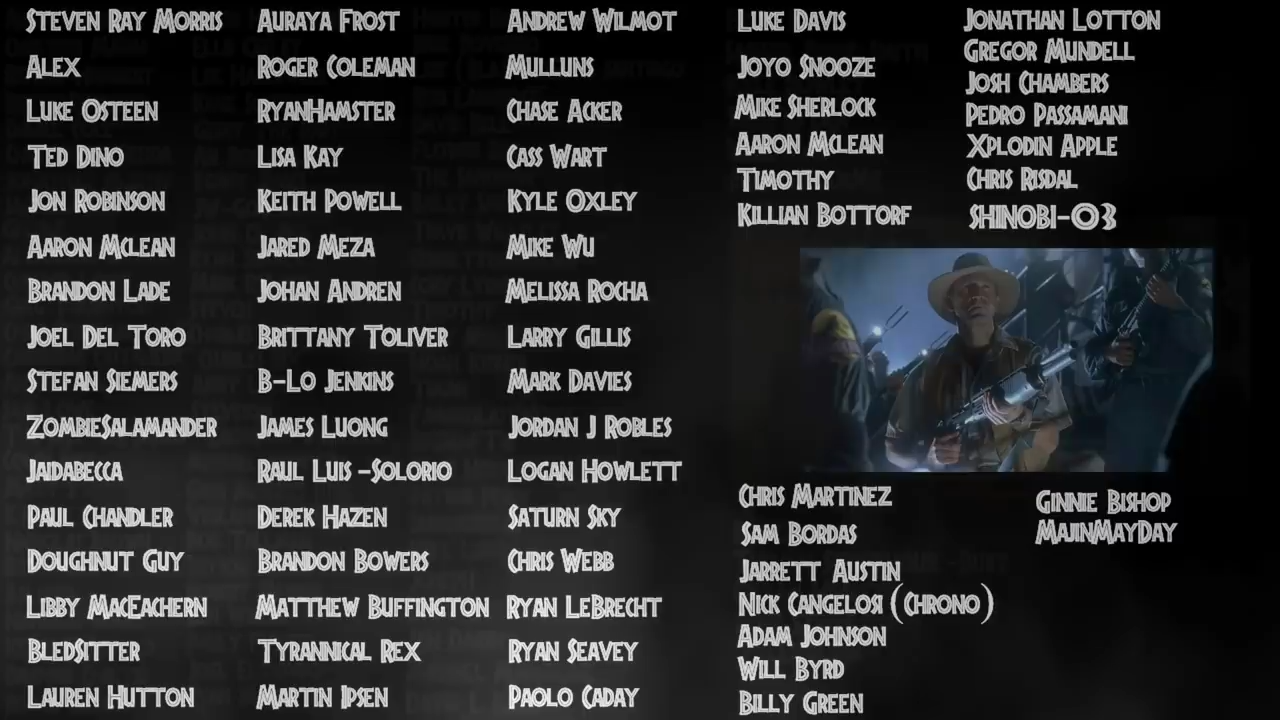 Steven Ray Morris
Alex
Luke Osteen
Ted Dino
Jon Robinson
Aaron Mclean
Brandon Lade
Joel Del Toro
Stefan Siemers
ZombieSalamander
Jaidabecca
Paul Chandler
Doughnut Guy
Libby MacEachern
BledSitter
Lauren Hutton
Auraya Frost
Roger Coleman
RyanHamster
Lisa Kay
Keith Powell
Jared Meza
Johan Andren
Brittany Toliver
B-Lo Jenkins
James Luong
Raul Luis -Solorio
Derek Hazen
Brandon Bowers
Matthew Buffington
Tyrannical Rex
Martin Ipsen
Andrew Wilmot
Mulluns
Chase Acker
Cass Wart
Kyle Oxley
Mike Wu
Melissa Rocha
Larry Gillis
Mark Davies
Jordan J Robles
Logan Howlett
Saturn Sky
Chris Webb
Ryan LeBrecht
Ryan Seavey
Paolo Caday
Luke Davis
Joyo Snooze
Mike Sherlock
Aaron Mclean
Timothy
Killian Bottorf
Jonathan Lotton
Gregor Mundell
Josh Chambers
Pedro Passamani
Xplodin Apple
Chris Risdal
SHINOBI-03
Chris Martinez
Sam Bordas
Jarrett Austin
Nick Cangelosi (Chrono)
Adam Johnson
Will Byrd
Billy Green
Ginnie Bishop
MajinMayDay